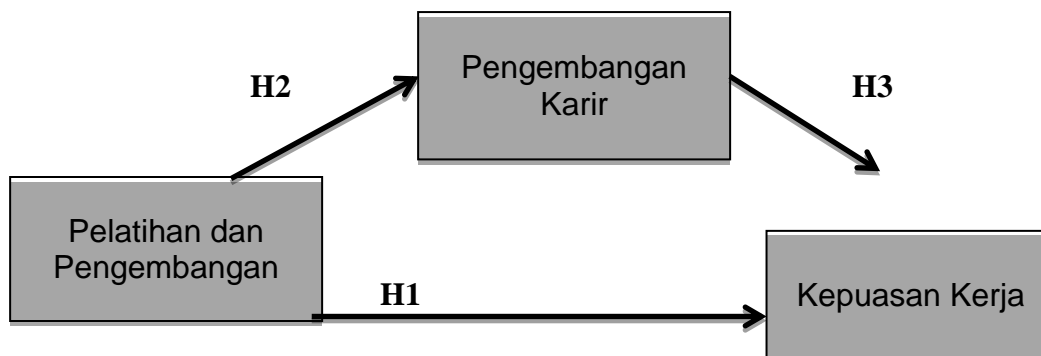 Pengembangan
Karir
H2
H3
Pelatihan dan
Pengembangan
H1
Kepuasan Kerja